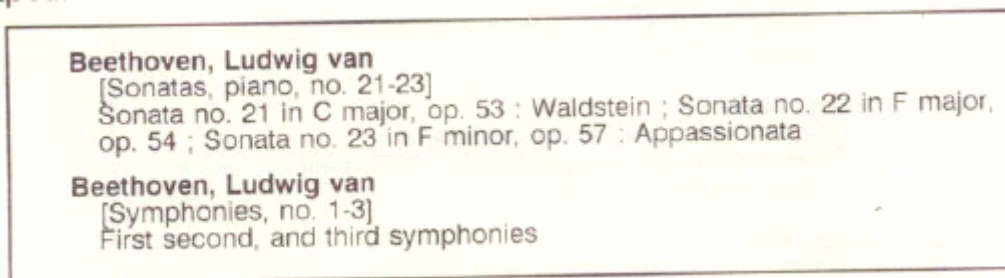 Beethoven, Ludwig van
[Sonatas, piano, no. 21-23]
Sonata no. 21 in C major, op. 53 : Waldstein ; Sonata no. 22 in F major,
op. 54 ; Sonata no. 23 in F minor, op. 57 : Appassionata
Beethoven, Ludwig van
[Symphonies, no. 1-3]
First second, and third symphonies